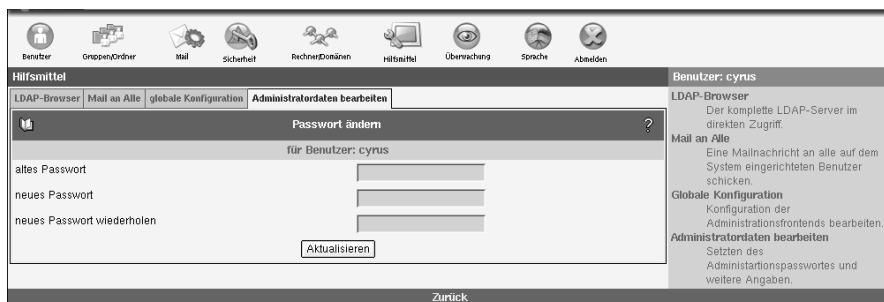 Benutzer Gruppen/Ordner Mail Sicherheit Rechner/Domänen Hilfsmittel Überwachung Sprache Abmelden
Hilfsmittel
LDAP-Browser Mail an Alle globale Konfiguration Administratordaten bearbeiten
Passwort ändern ?
für Benutzer: cyrus
altes Passwort
neues Passwort
neues Passwort wiederholen
Aktualisieren
Benutzer: cyrus
LDAP-Browser
Der komplette LDAP-Server im
direkten Zugriff.
Mail an Alle
Eine Mailnachricht an alle auf dem
System eingerichteten Benutzer
schicken.
Globale Konfiguration
Konfiguration der
Administrationsfrontends bearbeiten.
Administratordaten bearbeiten
Setzten des
Administartionspasswortes und
weitere Angaben.
Zurück